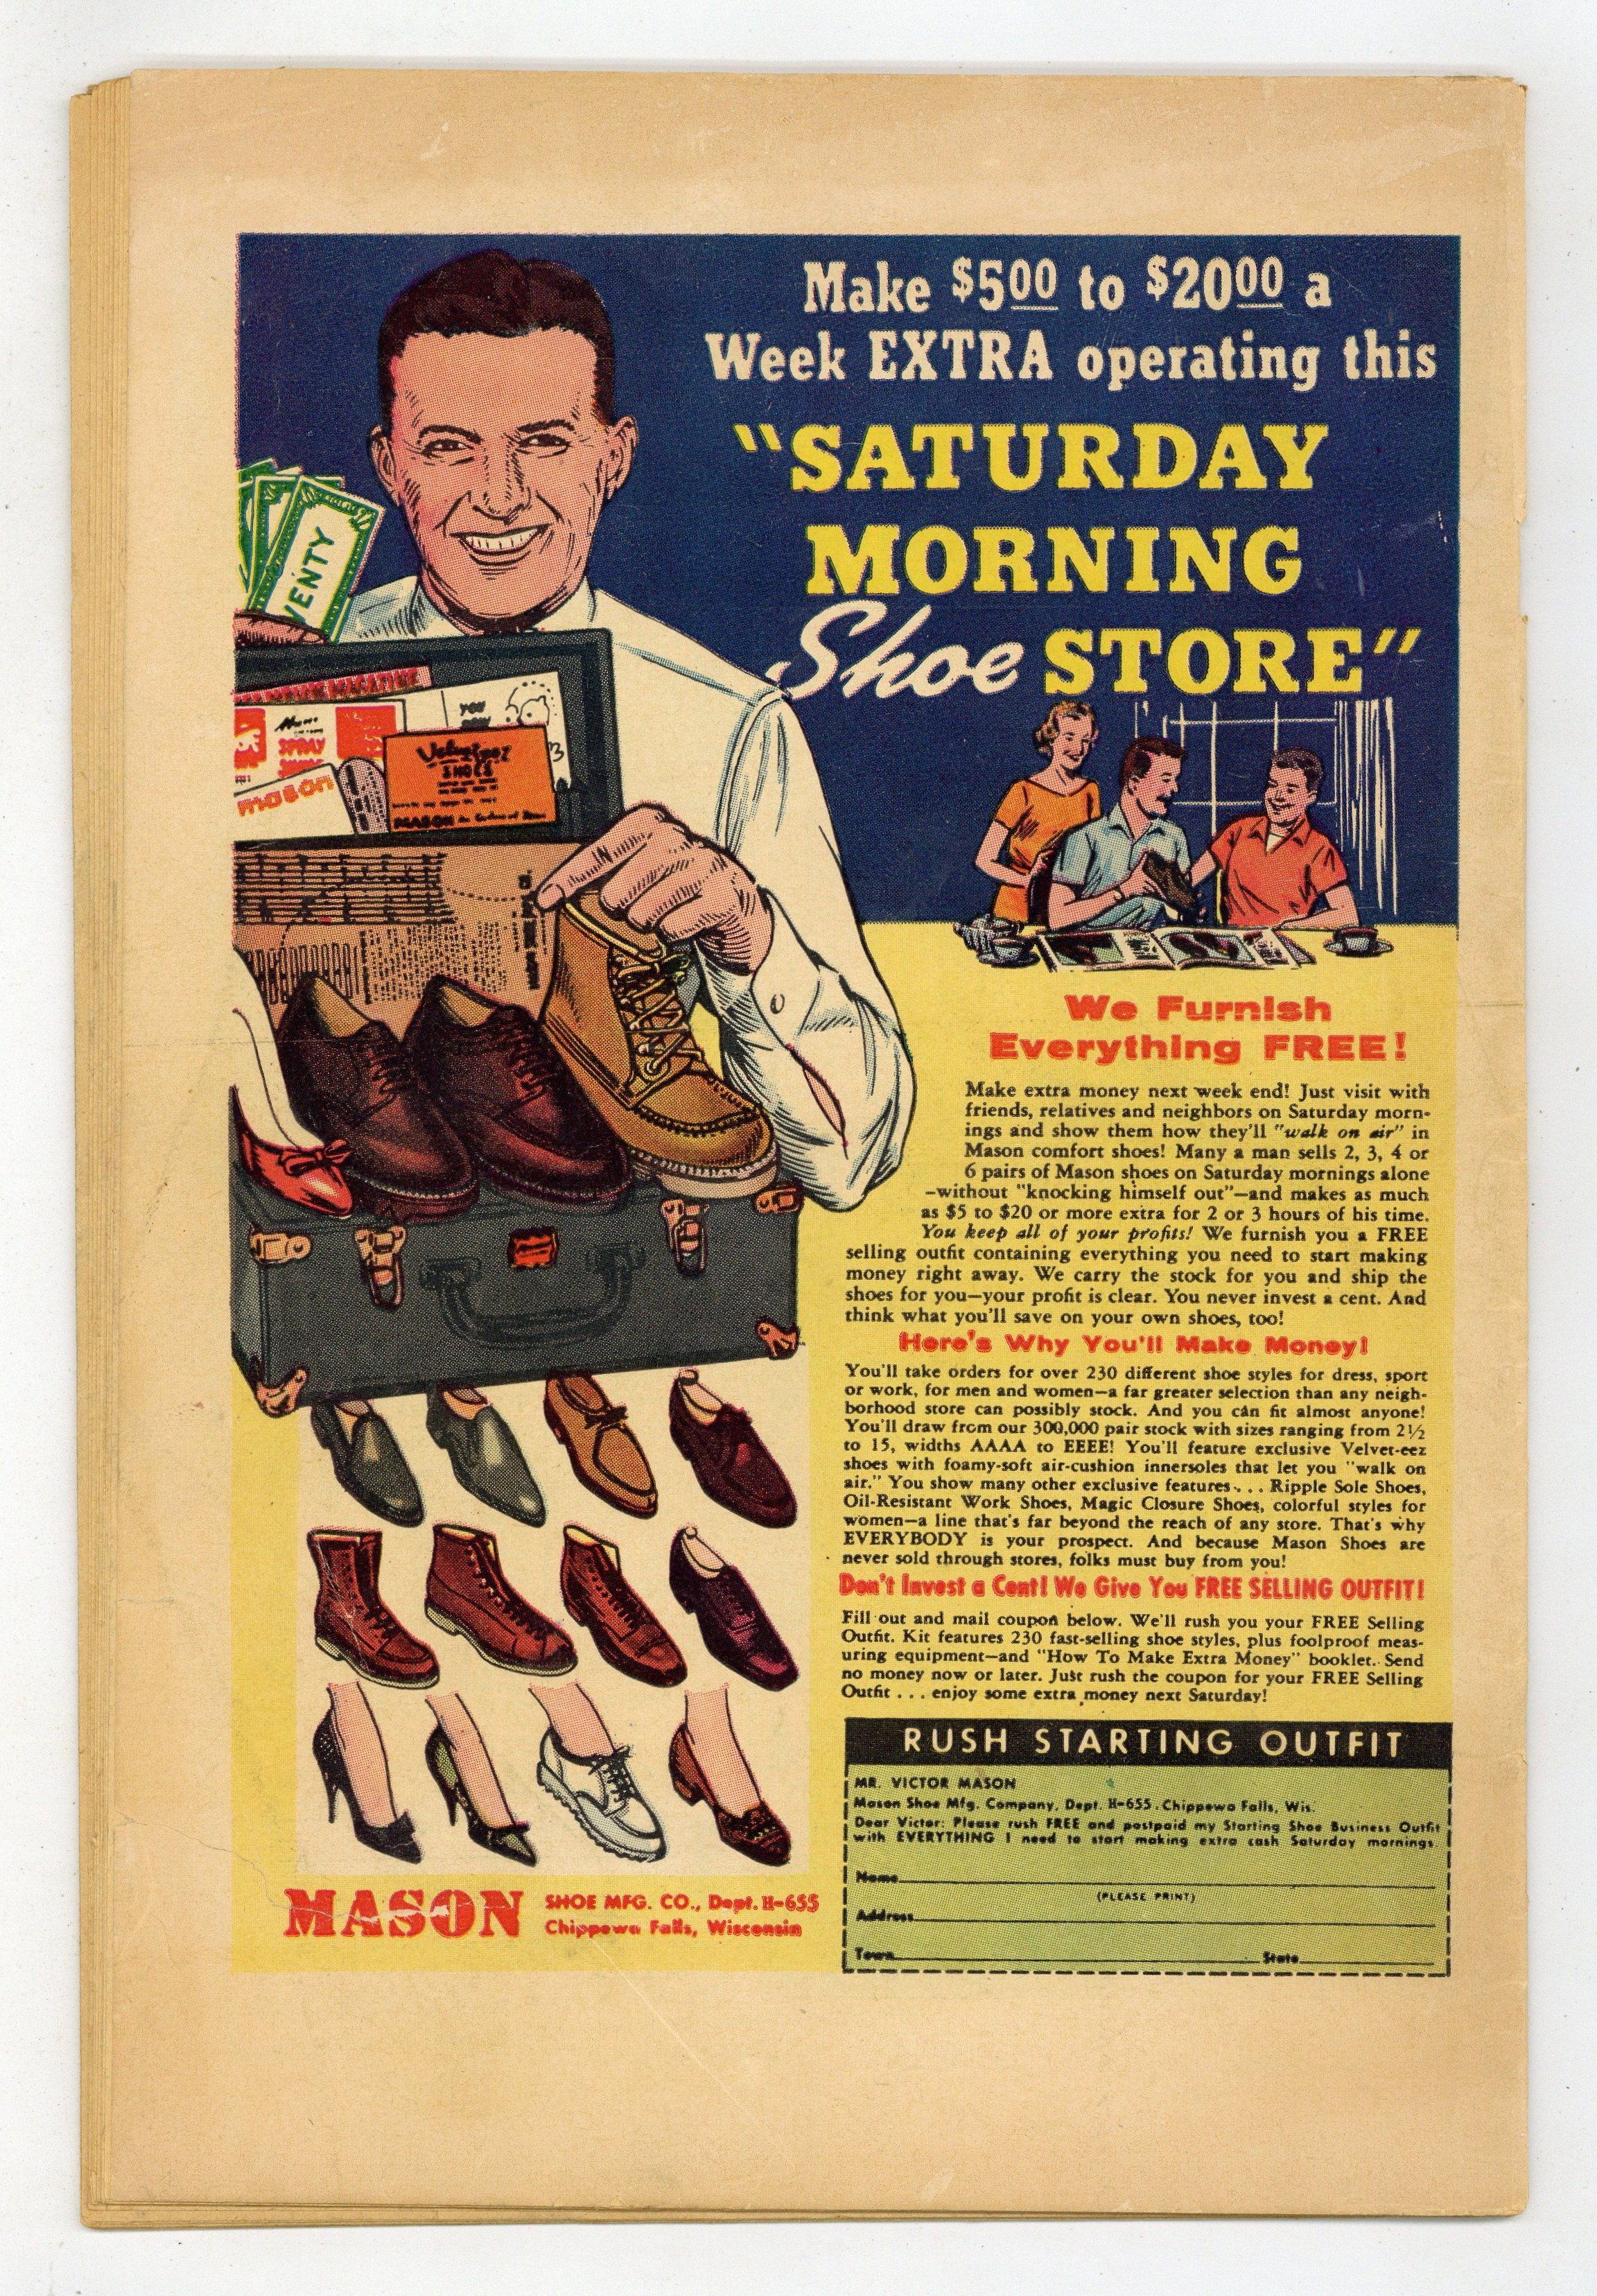 Make $5.00 to $20.00 a
Week EXTRA operating this
"SATURDAY
MORNING
Shoe STORE"
VENTY
MAGAZINE
YOU
SPRAY
mason
Velvet-eez
SHOES
MASON
We Furnish
Everything FREE!
Make extra money next week end! Just visit with
friends, relatives and neighbors on Saturday morn-
ings and show them how they'll "walk on air" in
Mason comfort shoes! Many a man sells 2, 3, 4 or
6 pairs of Mason shoes on Saturday mornings alone
—without "knocking himself out"—and makes as much
as $5 to $20 or more extra for 2 or 3 hours of his time.
You keep all of your profits! We furnish you a FREE
selling outfit containing everything you need to start making
money right away. We carry the stock for you and ship the
shoes for you—your profit is clear. You never invest a cent. And
think what you'll save on your own shoes, too!
Here's Why You'll Make Money!
You'll take orders for over 230 different shoe styles for dress, sport
or work, for men and women—a far greater selection than any neigh-
borhood store can possibly stock. And you can fit almost anyone!
You'll draw from our 300,000 pair stock with sizes ranging from 2½
to 15, widths AAAA to EEEE! You'll feature exclusive Velvet-eez
shoes with foamy-soft air-cushion innersoles that let you "walk on
air." You show many other exclusive features . . . Ripple Sole Shoes,
Oil-Resistant Work Shoes, Magic Closure Shoes, colorful styles for
women—a line that's far beyond the reach of any store. That's why
EVERYBODY is your prospect. And because Mason Shoes are
never sold through stores, folks must buy from you!
Don't Invest a Cent! We Give You FREE SELLING OUTFIT!
Fill out and mail coupon below. We'll rush you your FREE Selling
Outfit. Kit features 230 fast-selling shoe styles, plus foolproof meas-
uring equipment—and "How To Make Extra Money" booklet. Send
no money now or later. Just rush the coupon for your FREE Selling
Outfit . . . enjoy some extra money next Saturday!
RUSH STARTING OUTFIT
MR. VICTOR MASON
Mason Shoe Mfg. Company, Dept. H-655, Chippewa Falls, Wis.
Dear Victor: Please rush FREE and postpaid my Starting Shoe Business Outfit
with EVERYTHING I need to start making extra cash Saturday mornings.
Name
(PLEASE PRINT)
Address
Town State
MASON SHOE MFG. CO., Dept. H-655
Chippewa Falls, Wisconsin